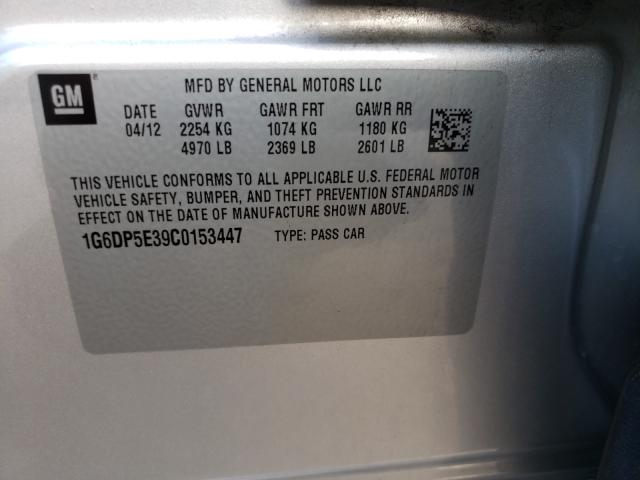 GM ® MFD BY GENERAL MOTORS LLC
DATE GVWR GAWR FRT GAWR RR
04/12 2254 KG 1074 KG 1180 KG
4970 LB 2369 LB 2601 LB
THIS VEHICLE CONFORMS TO ALL APPLICABLE U.S. FEDERAL MOTOR
VEHICLE SAFETY, BUMPER, AND THEFT PREVENTION STANDARDS IN
EFFECT ON THE DATE OF MANUFACTURE SHOWN ABOVE.
1G6DP5E39C0153447 TYPE: PASS CAR